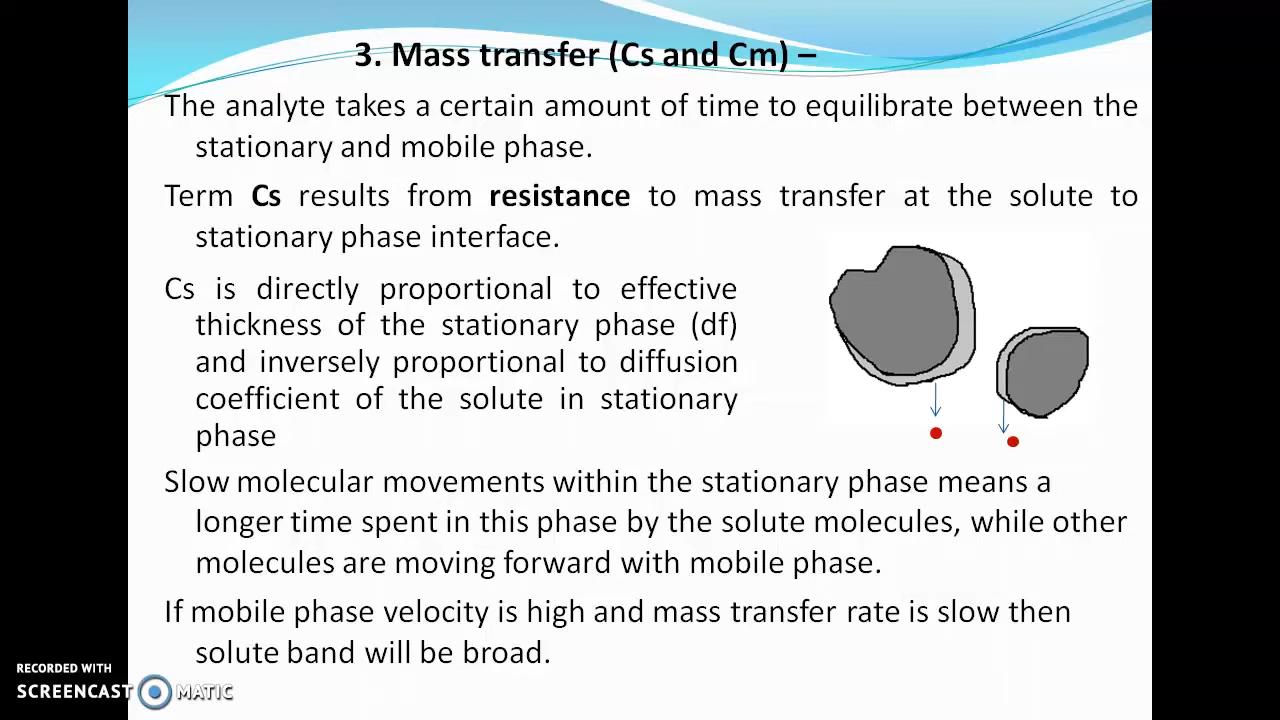 3. Mass transfer (Cs and Cm) –
The analyte takes a certain amount of time to equilibrate between the
stationary and mobile phase.
Term Cs results from resistance to mass transfer at the solute to
stationary phase interface.
Cs is directly proportional to effective
thickness of the stationary phase (df)
and inversely proportional to diffusion
coefficient of the solute in stationary
phase
Slow molecular movements within the stationary phase means a
longer time spent in this phase by the solute molecules, while other
molecules are moving forward with mobile phase.
If mobile phase velocity is high and mass transfer rate is slow then
solute band will be broad.
RECORDED WITH
SCREENCAST MATIC